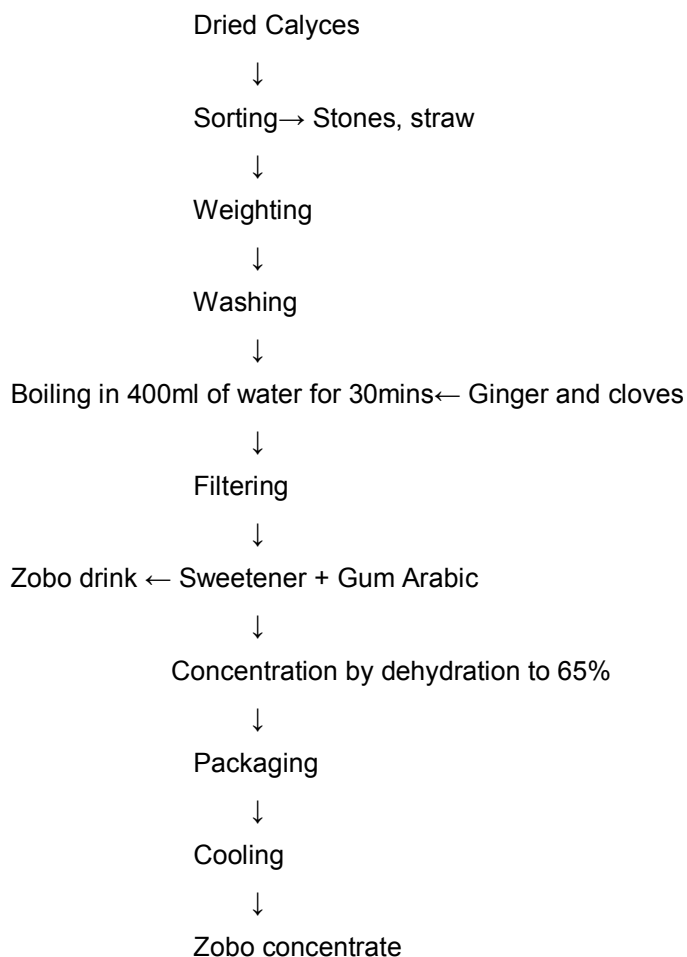 Dried Calyces
↓
Sorting→ Stones, straw
↓
Weighting
↓
Washing
↓
Boiling in 400ml of water for 30mins← Ginger and cloves
↓
Filtering
↓
Zobo drink ← Sweetener + Gum Arabic
↓
Concentration by dehydration to 65%
↓
Packaging
↓
Cooling
↓
Zobo concentrate